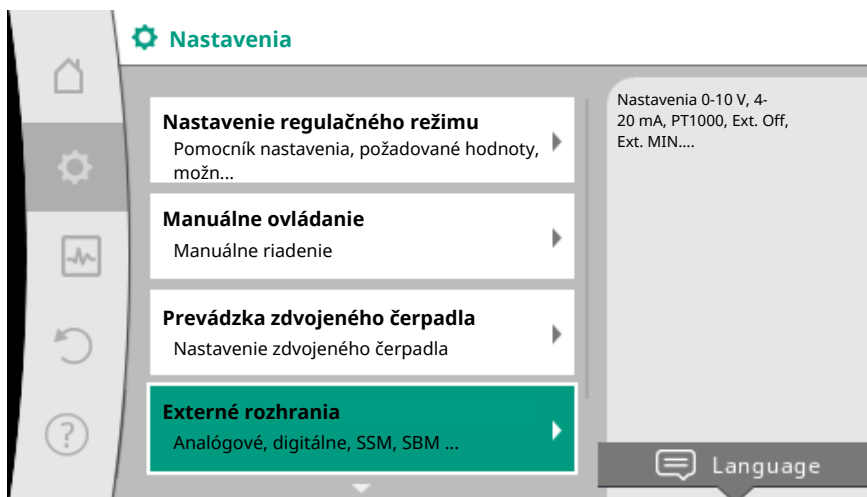 Nastavenia
Nastavenie regulačného režimu
Pomocník nastavenia, požadované hodnoty,
možn...
Manuálne ovládanie
Manuálne riadenie
Prevádzka zdvojeného čerpadla
Nastavenie zdvojeného čerpadla
Externé rozhrania
Analógové, digitálne, SSM, SBM ...
Nastavenia 0-10 V, 4-
20 mA, PT1000, Ext. Off,
Ext. MIN....
Language